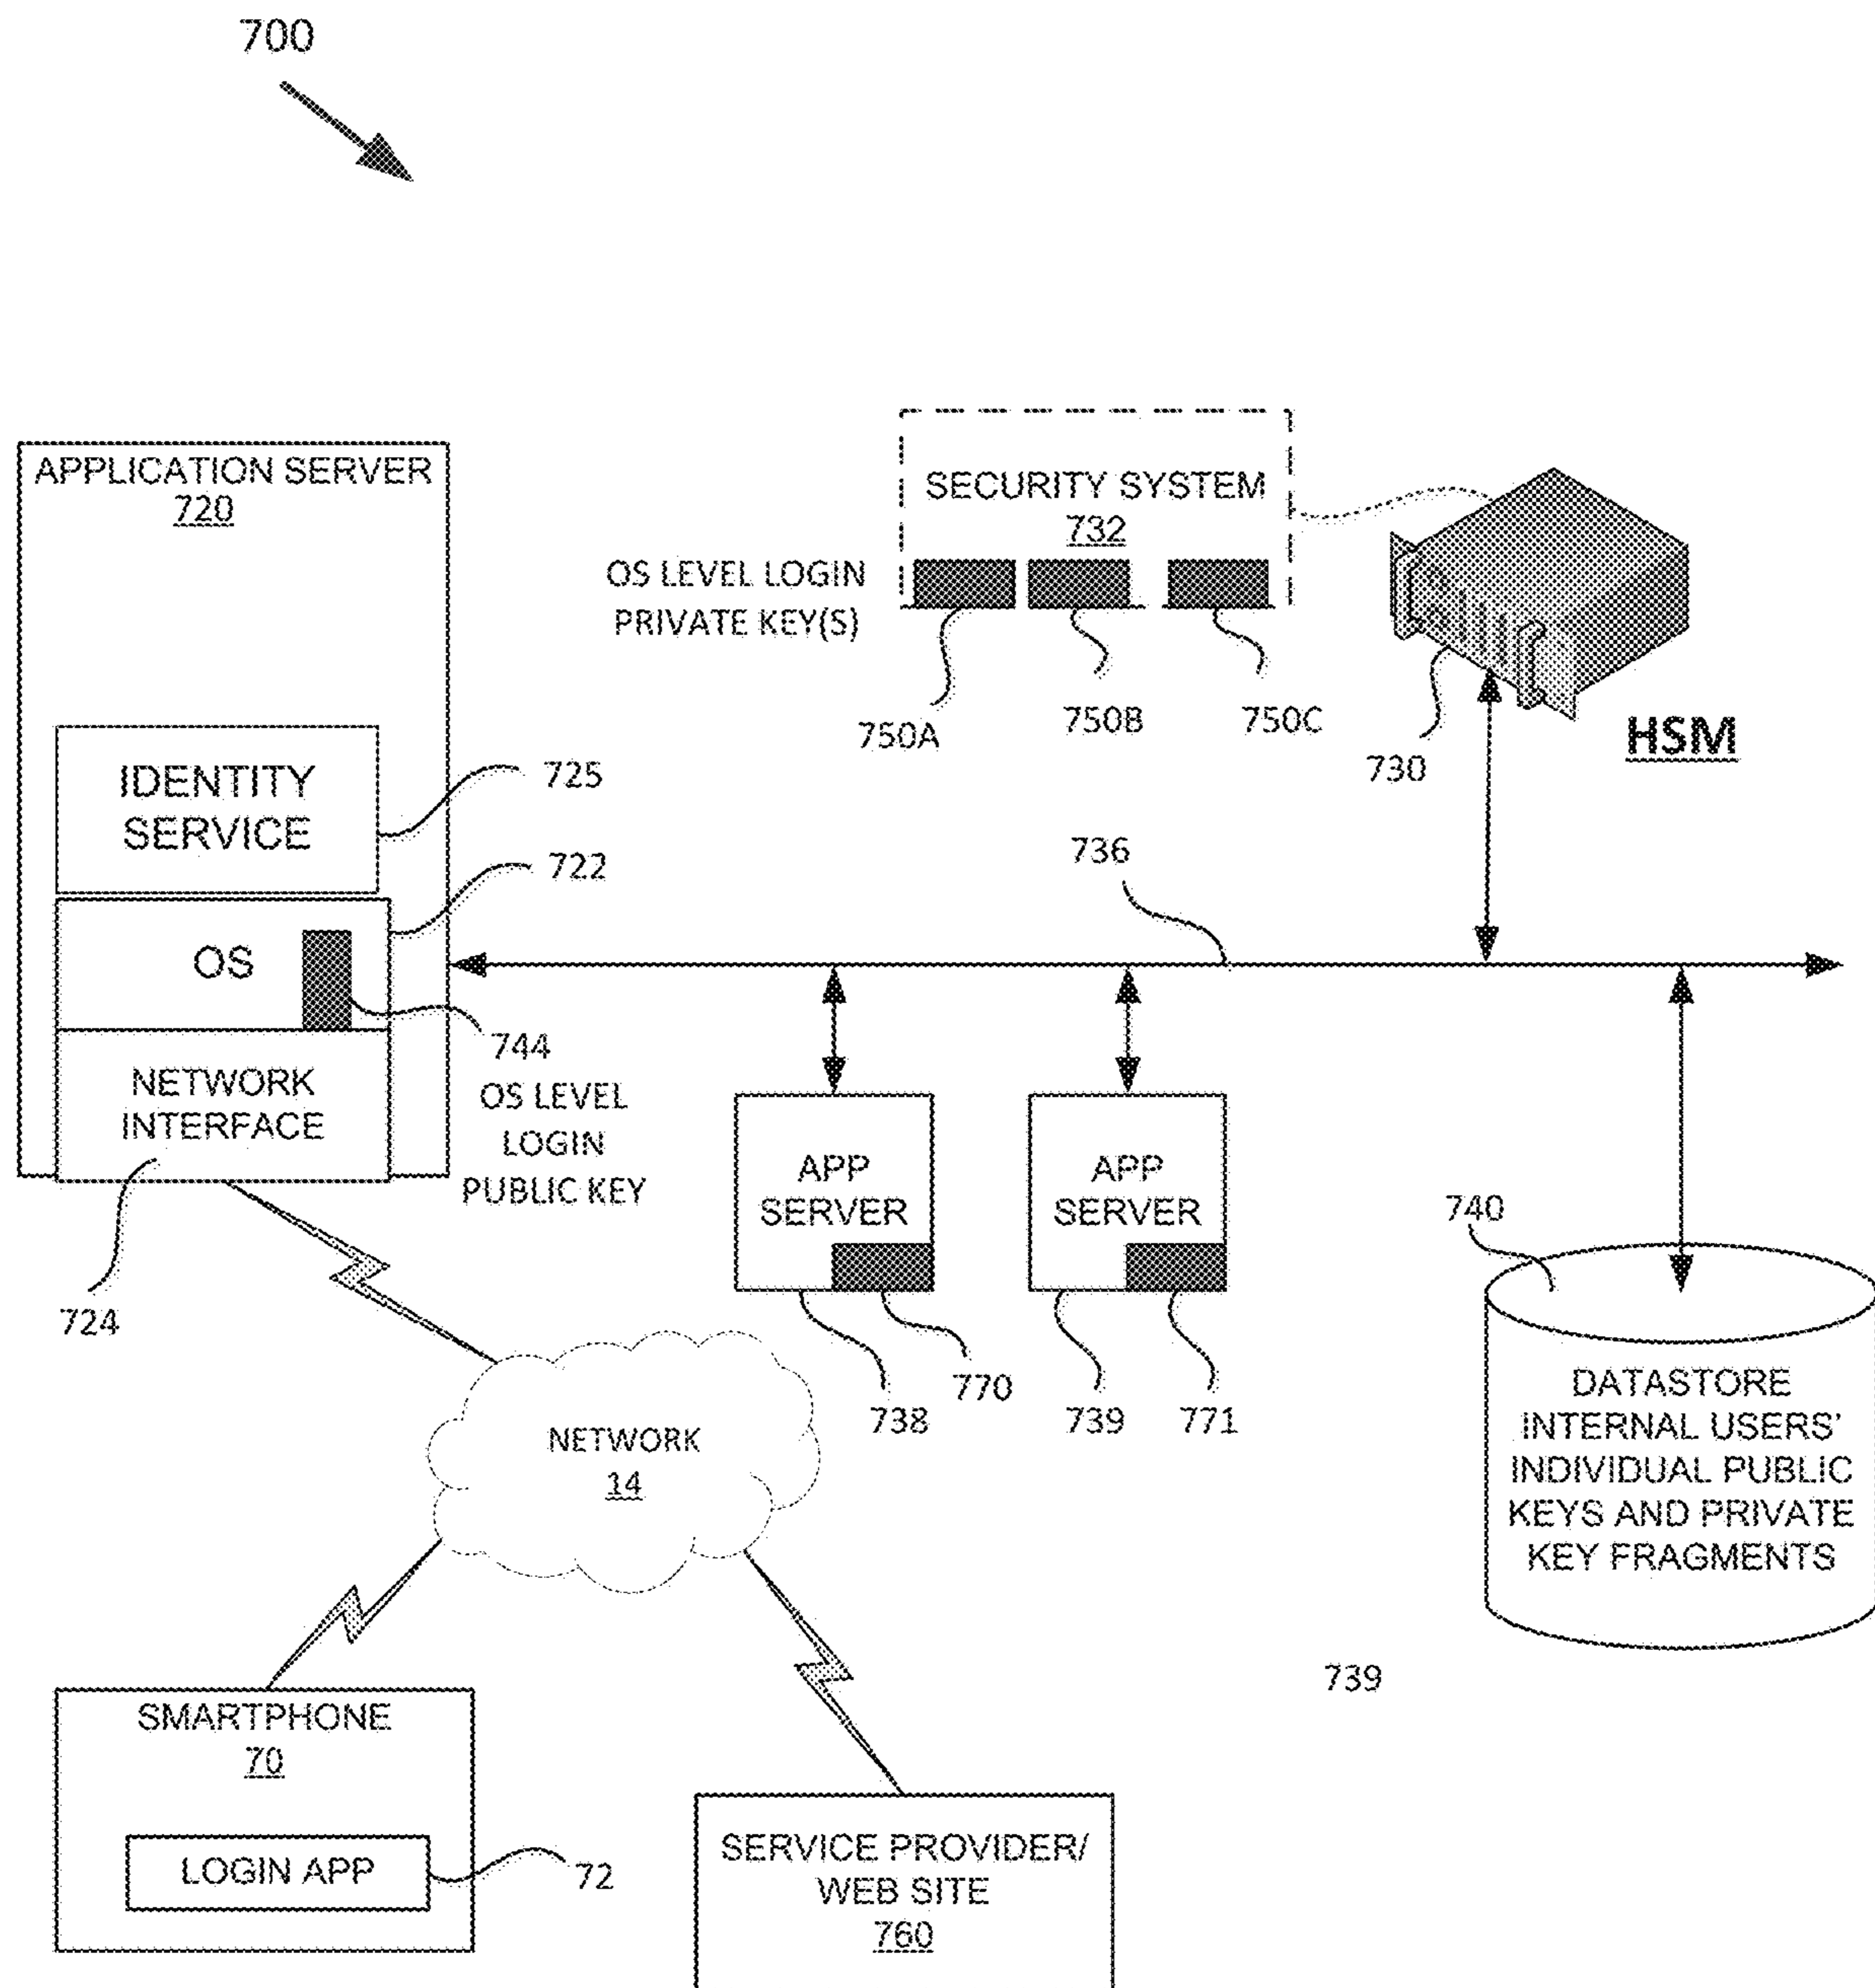 700
APPLICATION SERVER
720
SECURITY SYSTEM
732
OS LEVEL LOGIN
PRIVATE KEY(S)
750A
750B
750C
730
HSM
IDENTITY
SERVICE
725
722
736
OS
744
NETWORK
INTERFACE
OS LEVEL
LOGIN
PUBLIC KEY
724
APP
SERVER
APP
SERVER
738
770
739
771
740
DATASTORE
INTERNAL USERS’
INDIVIDUAL PUBLIC
KEYS AND PRIVATE
KEY FRAGMENTS
NETWORK
14
739
SMARTPHONE
70
LOGIN APP
72
SERVICE PROVIDER/
WEB SITE
760